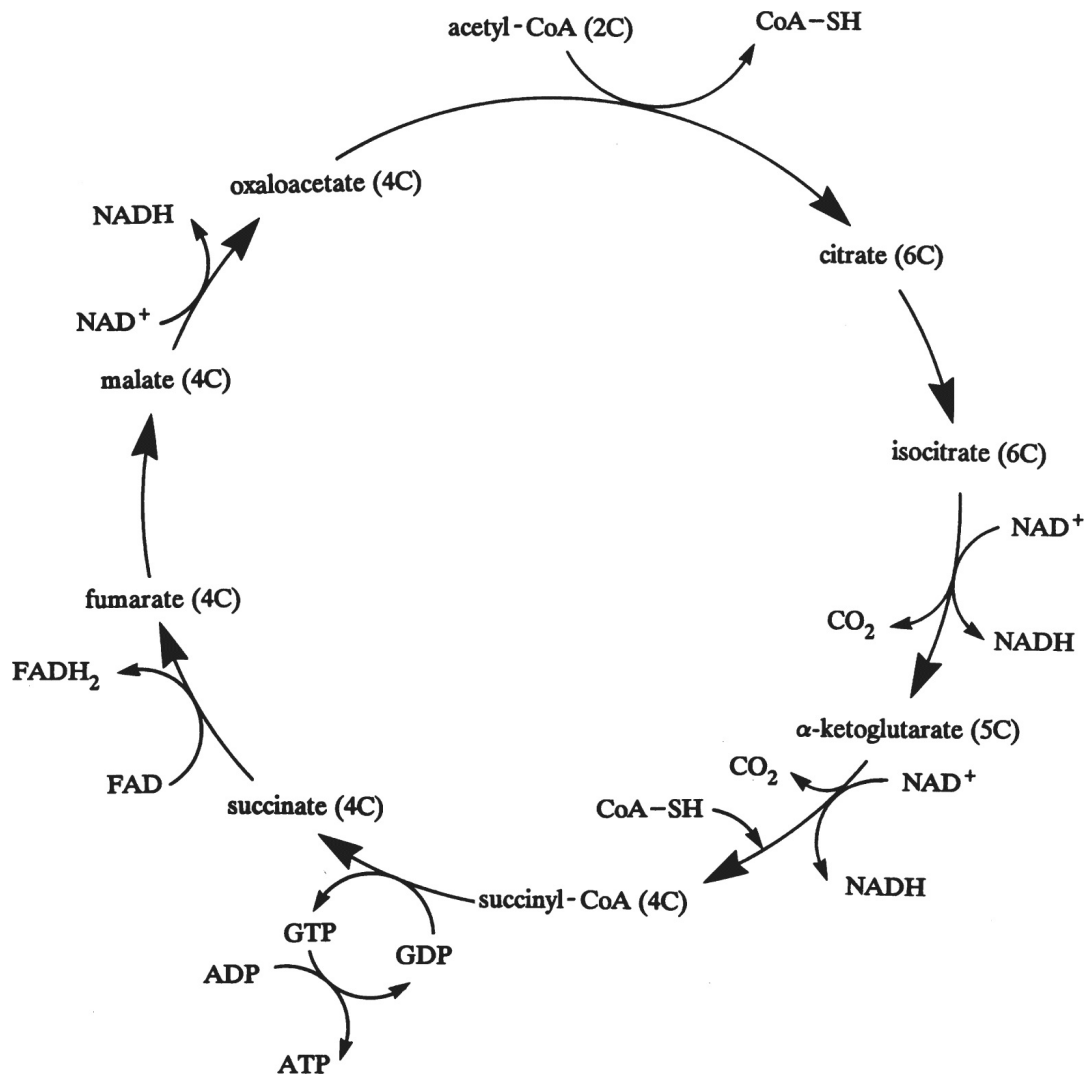 acetyl-CoA (2C)
CoA-SH
oxaloacetate (4C)
NADH
citrate (6C)
NAD⁺
malate (4C)
isocitrate (6C)
NAD⁺
fumarate (4C)
CO₂
NADH
FADH₂
α-ketoglutarate (5C)
CO₂
NAD⁺
FAD
succinate (4C)
CoA-SH
NADH
succinyl-CoA (4C)
GTP
GDP
ADP
ATP